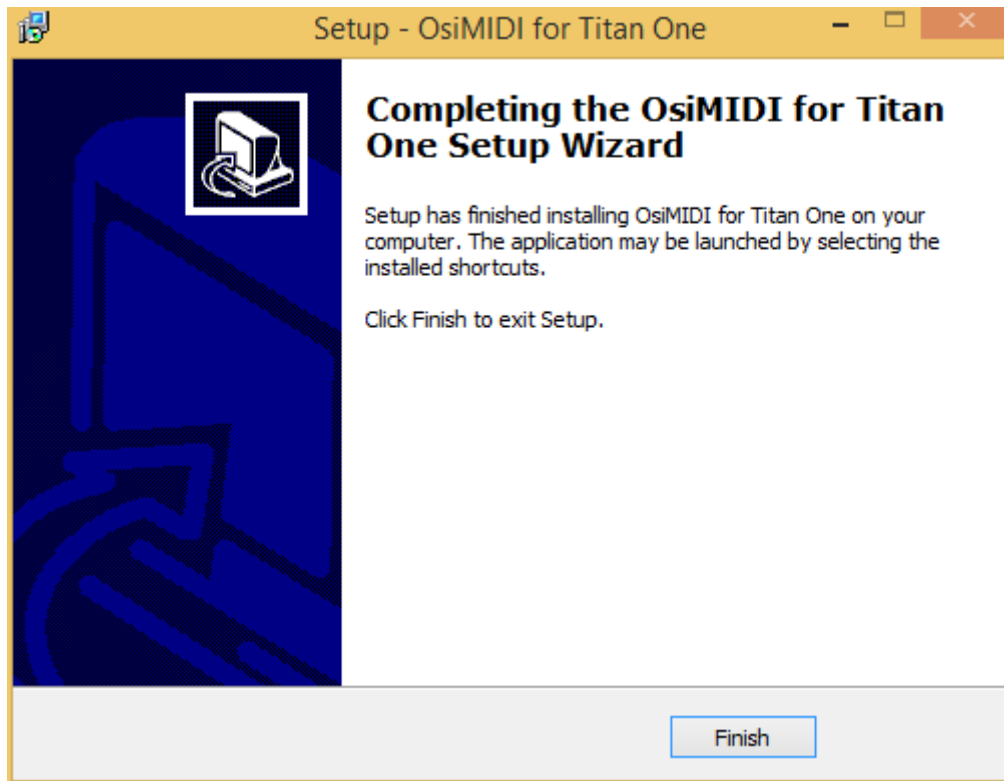 Setup - OsiMIDI for Titan One
Completing the OsiMIDI for Titan
One Setup Wizard
Setup has finished installing OsiMIDI for Titan One on your
computer. The application may be launched by selecting the
installed shortcuts.
Click Finish to exit Setup.
Finish